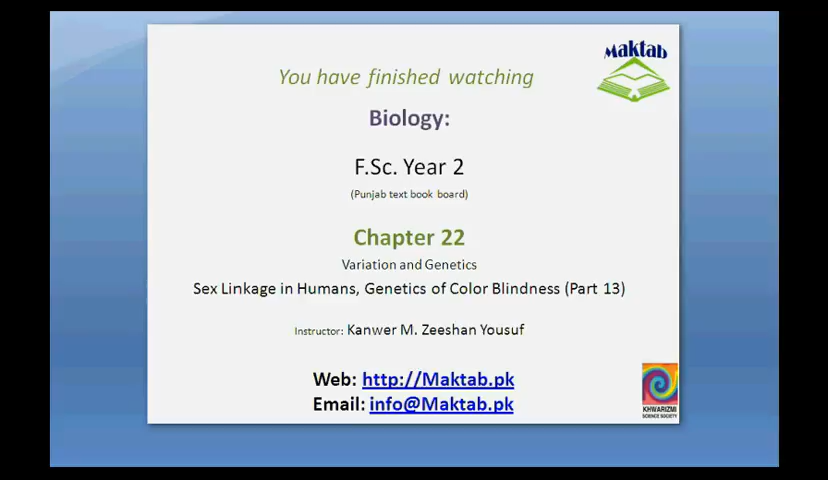 Maktab
You have finished watching
Biology:
F.Sc. Year 2
(Punjab text book board)
Chapter 22
Variation and Genetics
Sex Linkage in Humans, Genetics of Color Blindness (Part 13)
Instructor: Kanwer M. Zeeshan Yousuf
Web: http://Maktab.pk
Email: info@Maktab.pk
KHWARIZMI
SCIENCE SOCIETY